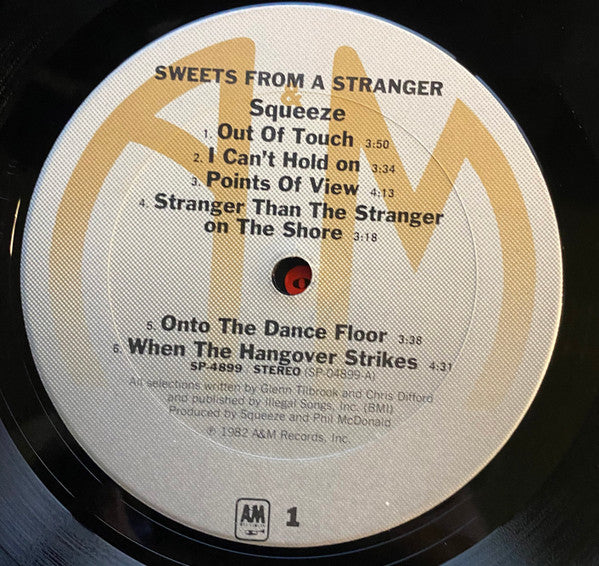 SWEETS FROM A STRANGER
&
Squeeze
1. Out Of Touch 3:50
2. I Can't Hold on 3:34
3. Points Of View 4:13
4. Stranger Than The Stranger
on The Shore 3:18
5. Onto The Dance Floor 3:38
6. When The Hangover Strikes 4:31
SP-4899 STEREO (SP-04899-A)
All selections written by Glenn Tilbrook and Chris Difford
and published by Illegal Songs, Inc. (BMI)
Produced by Squeeze and Phil McDonald
℗ 1982 A&M Records, Inc.
AM
1